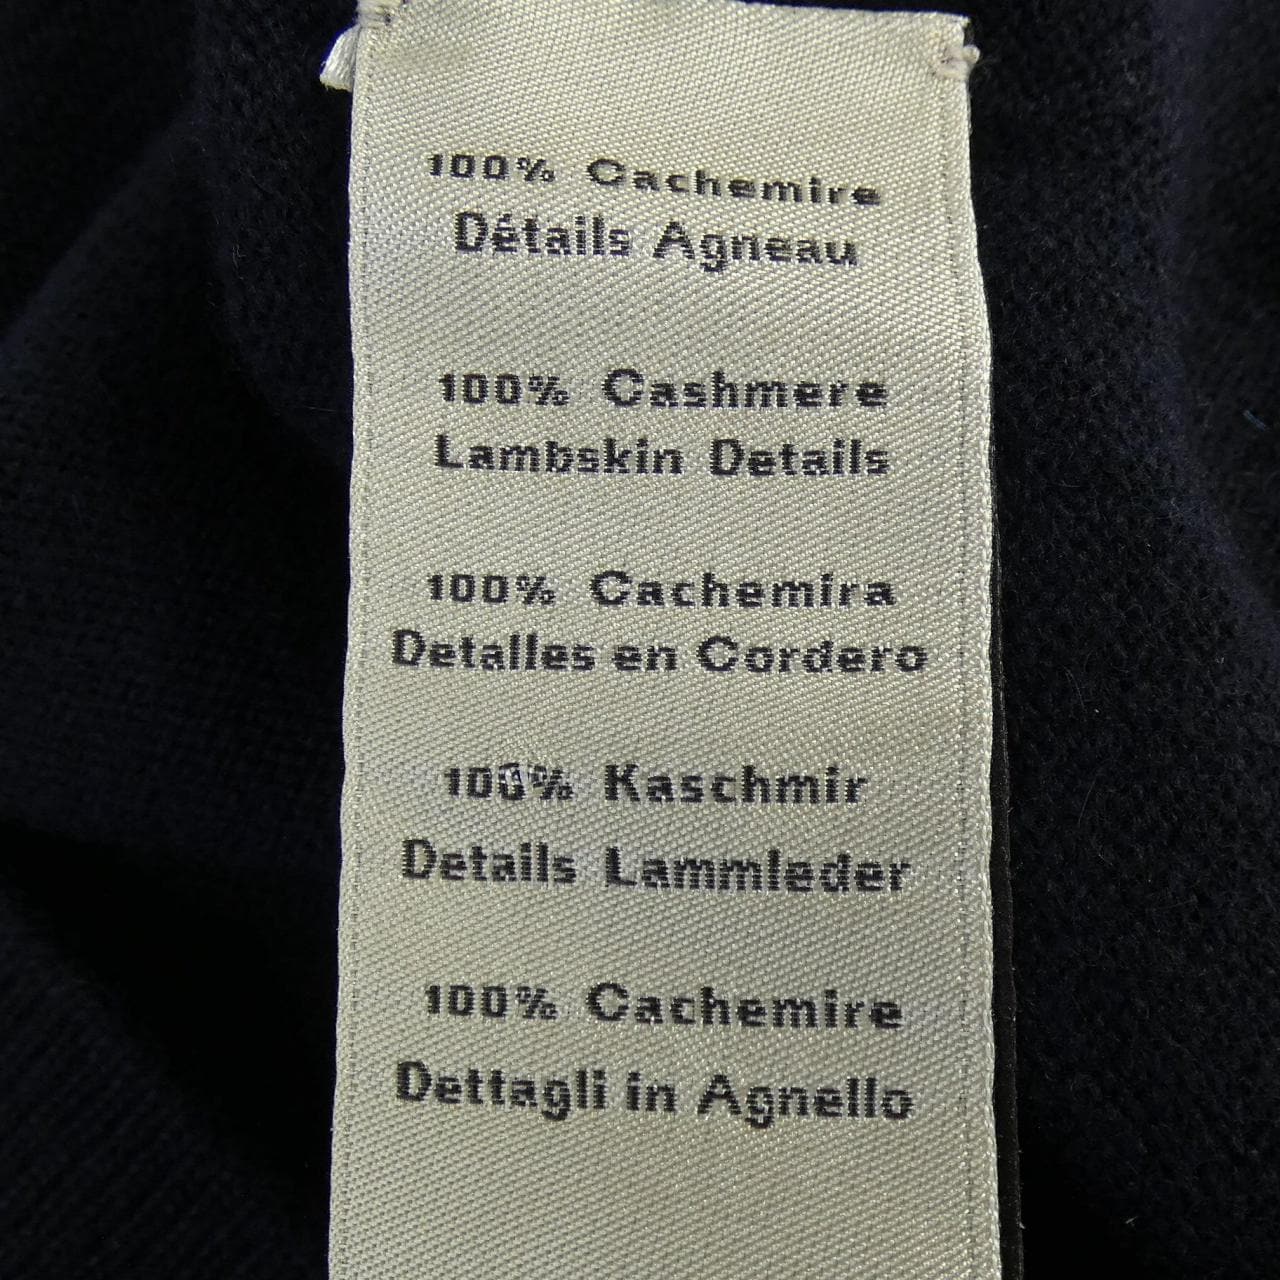 100% Cachemire
Détails Agneau
100% Cashmere
Lambskin Details
100% Cachemira
Detalles en Cordero
100% Kaschmir
Details Lammleder
100% Cachemire
Dettagli in Agnello